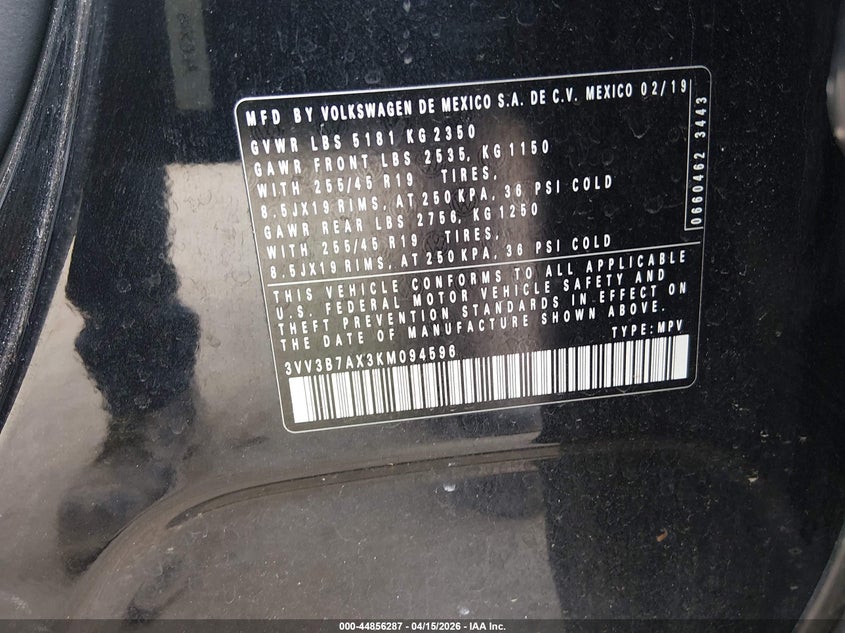 MFD BY VOLKSWAGEN DE MEXICO S.A. DE C.V. MEXICO 02/19
GVWR LBS 5181 KG 2350
GAWR FRONT LBS 2535, KG 1150
WITH 255/45 R19 TIRES,
8.5JX19 RIMS, AT 250 KPA, 36 PSI COLD
GAWR REAR LBS 2756, KG 1250
WITH 255/45 R19 TIRES,
8.5JX19 RIMS, AT 250 KPA, 36 PSI COLD
0660462 3443
THIS VEHICLE CONFORMS TO ALL APPLICABLE
U.S. FEDERAL MOTOR VEHICLE SAFETY AND
THEFT PREVENTION STANDARDS IN EFFECT ON
THE DATE OF MANUFACTURE SHOWN ABOVE.
TYPE: MPV
3VV3B7AX3KM094596
000-44856287 - 04/15/2026 - IAA Inc.